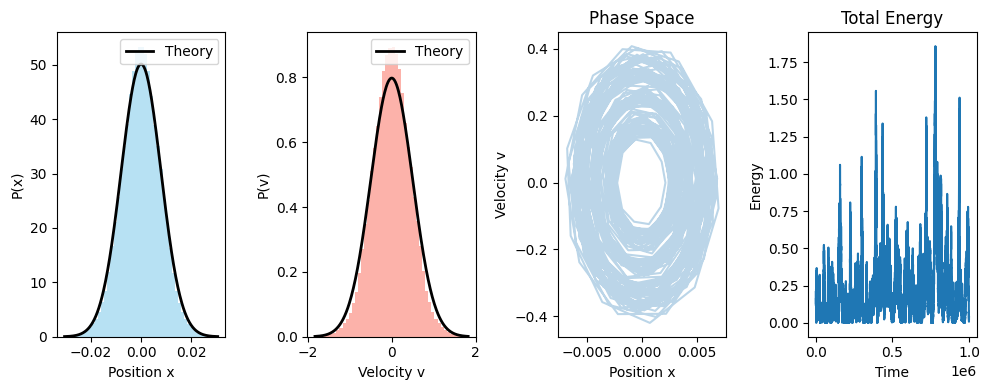 Theory
50
40
30
20
10
0
P(x)
−0.02
0.00
0.02
Position x
Theory
0.8
0.6
0.4
0.2
0.0
P(v)
−2
0
2
Velocity v
Phase Space
0.4
0.2
0.0
−0.2
−0.4
Velocity v
−0.005
0.000
0.005
Position x
Total Energy
1.75
1.50
1.25
1.00
0.75
0.50
0.25
0.00
Energy
0.0
0.5
1.0
1e6
Time